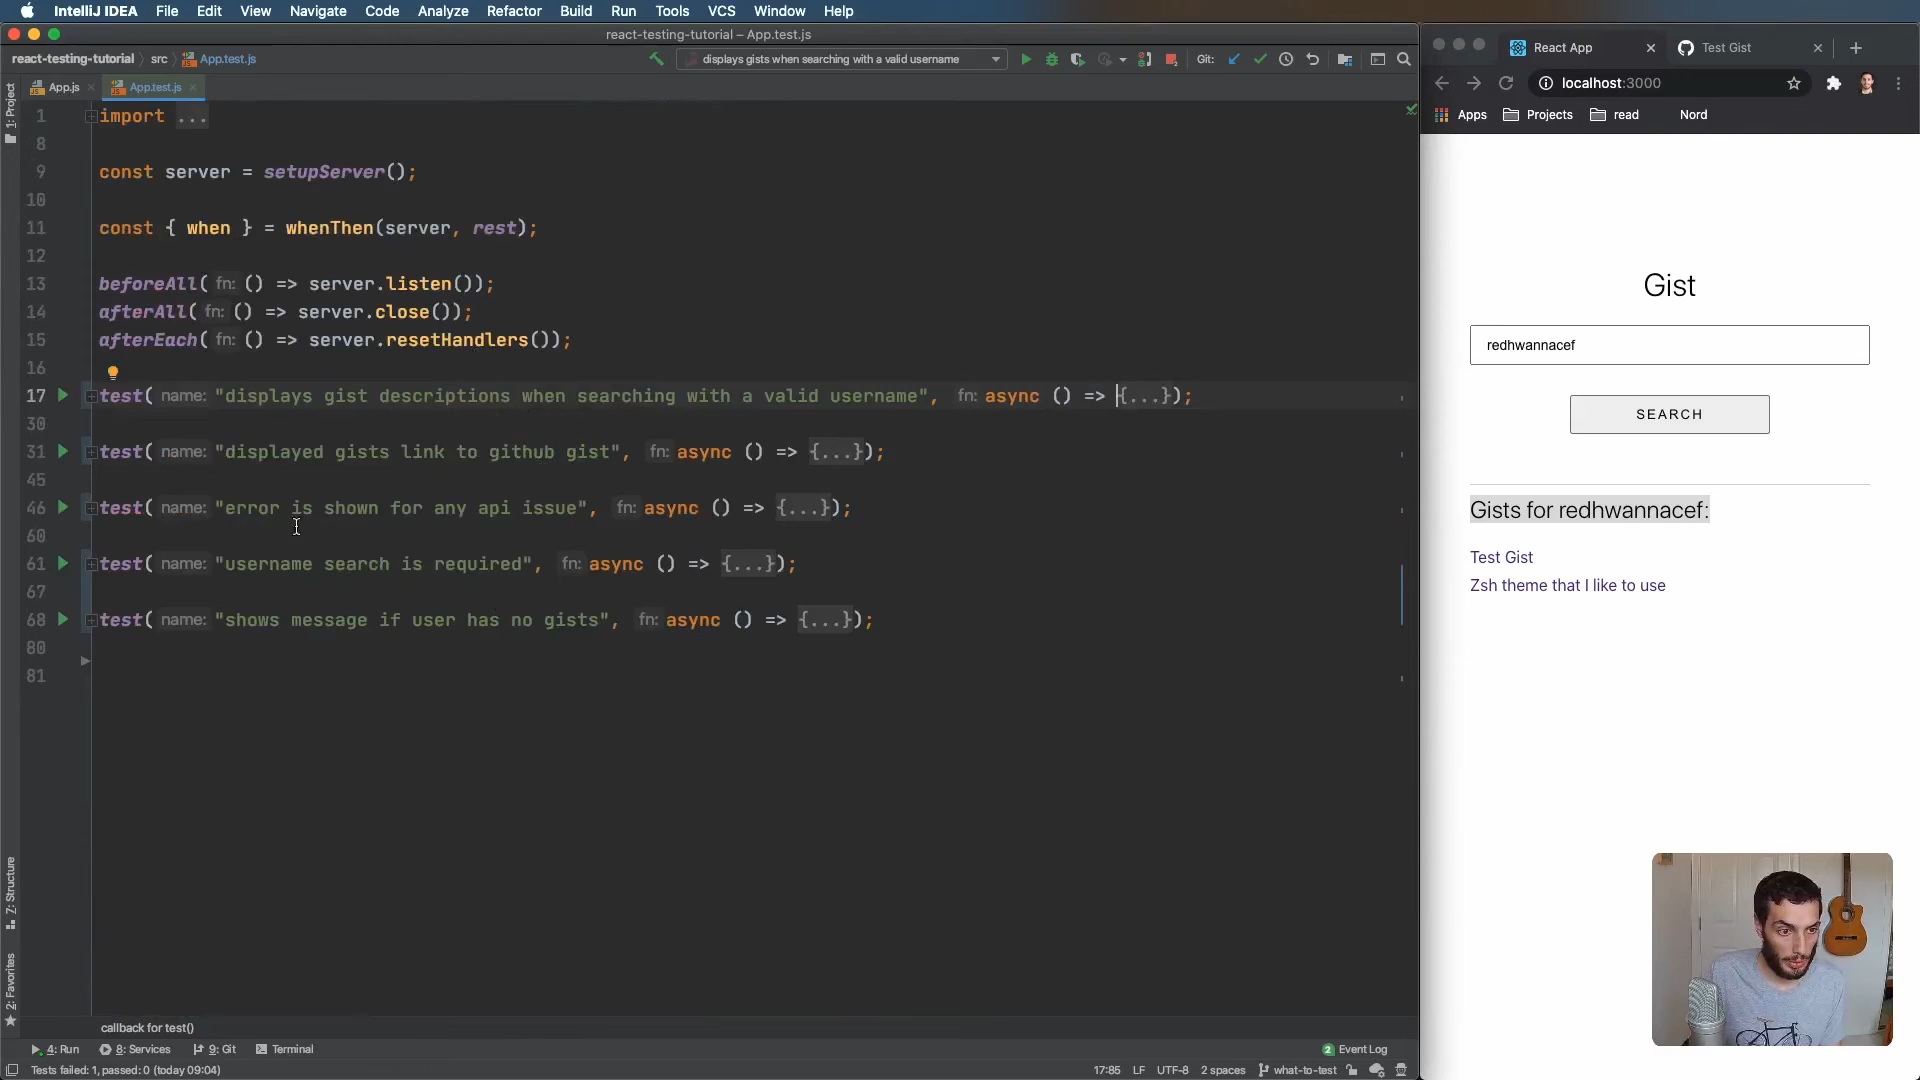 IntelliJ IDEA File Edit View Navigate Code Analyze Refactor Build Run Tools VCS Window Help
react-testing-tutorial – App.test.js
react-testing-tutorial src App.test.js
displays gists when searching with a valid username
Git:
App.js
App.test.js
1: Project
7: Structure
2: Favorites
1 import ...
8
9 const server = setupServer();
10
11 const { when } = whenThen(server, rest);
12
13 beforeAll( fn: () => server.listen());
14 afterAll( fn: () => server.close());
15 afterEach( fn: () => server.resetHandlers());
16
17 test( name: "displays gist descriptions when searching with a valid username", fn: async () => {...});
30
31 test( name: "displayed gists link to github gist", fn: async () => {...});
45
46 test( name: "error is shown for any api issue", fn: async () => {...});
60
61 test( name: "username search is required", fn: async () => {...});
67
68 test( name: "shows message if user has no gists", fn: async () => {...});
80
81
callback for test()
4: Run 8: Services 9: Git Terminal
2 Event Log
Tests failed: 1, passed: 0 (today 09:04)
17:85 LF UTF-8 2 spaces what-to-test
React App
Test Gist
localhost:3000
Apps Projects read Nord
Gist
redhwannacef
SEARCH
Gists for redhwannacef:
Test Gist
Zsh theme that I like to use